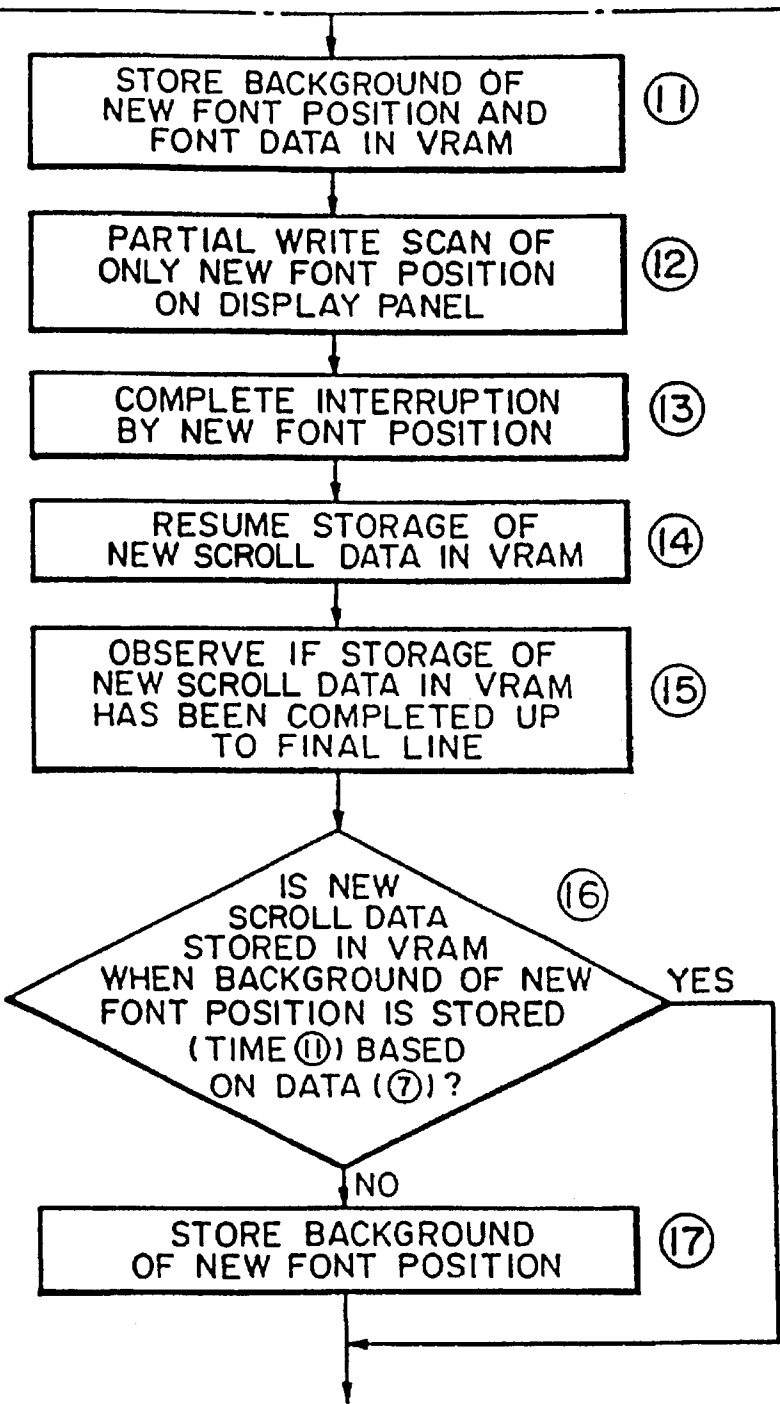 STORE BACKGROUND OF
NEW FONT POSITION AND
FONT DATA IN VRAM
⑪
PARTIAL WRITE SCAN OF
ONLY NEW FONT POSITION
ON DISPLAY PANEL
⑫
COMPLETE INTERRUPTION
BY NEW FONT POSITION
⑬
RESUME STORAGE OF
NEW SCROLL DATA IN VRAM
⑭
OBSERVE IF STORAGE OF
NEW SCROLL DATA IN VRAM
HAS BEEN COMPLETED UP
TO FINAL LINE
⑮
IS NEW
SCROLL DATA
STORED IN VRAM
WHEN BACKGROUND OF NEW
FONT POSITION IS STORED
(TIME⑪) BASED
ON DATA (⑦)?
⑯
YES
NO
STORE BACKGROUND
OF NEW FONT POSITION
⑰